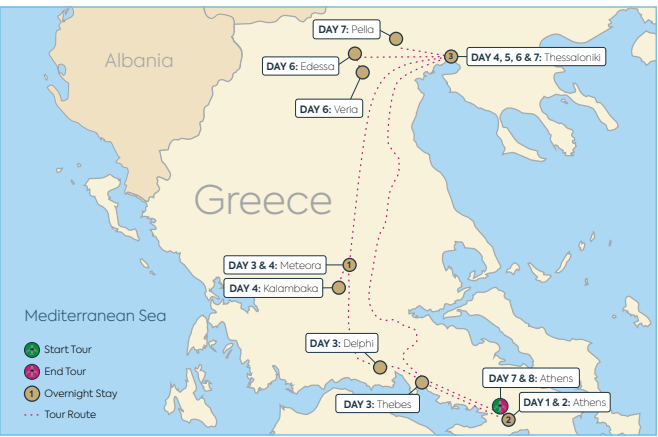 DAY 7: Pella
Albania
DAY 4, 5, 6 & 7: Thessaloniki
3
DAY 6: Edessa
DAY 6: Veria
Greece
DAY 3 & 4: Meteora
1
DAY 4: Kalambaka
Mediterranean Sea
Start Tour
End Tour
1 Overnight Stay
Tour Route
DAY 3: Delphi
DAY 3: Thebes
DAY 7 & 8: Athens
DAY 1 & 2: Athens
2